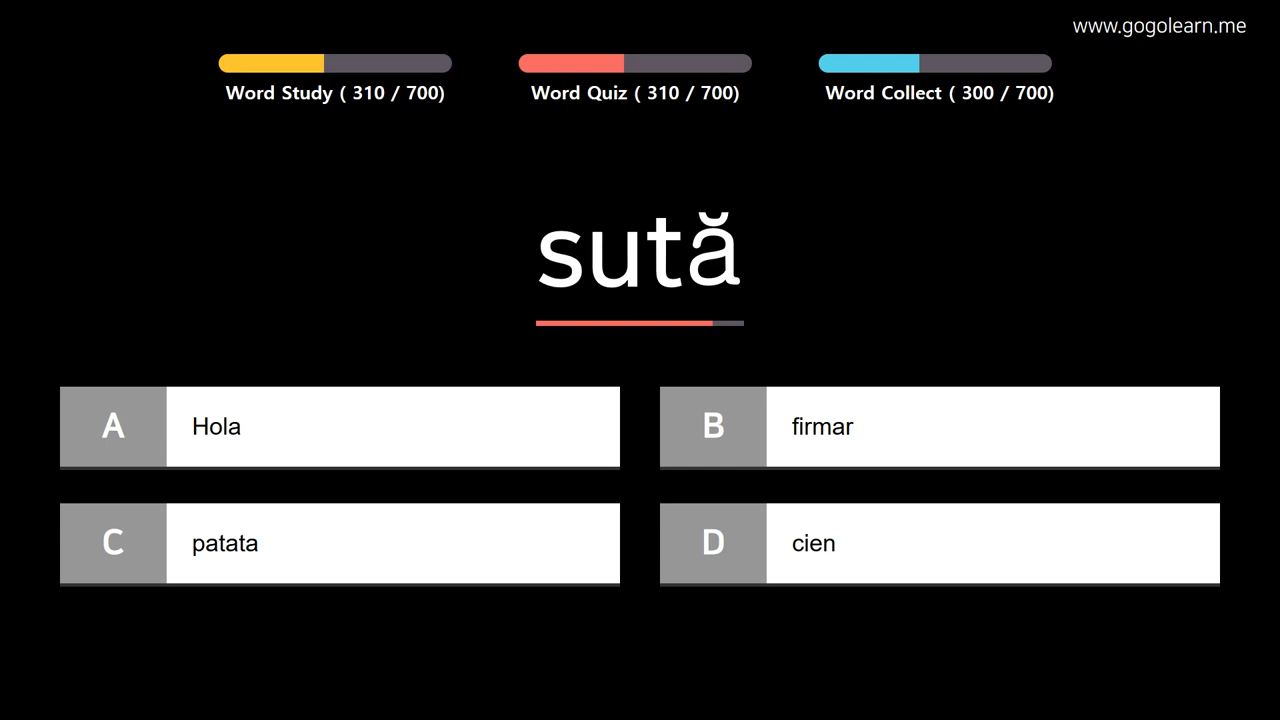 www.gogolearn.me
Word Study ( 310 / 700)
Word Quiz ( 310 / 700)
Word Collect ( 300 / 700)
sută
A
Hola
B
firmar
C
patata
D
cien